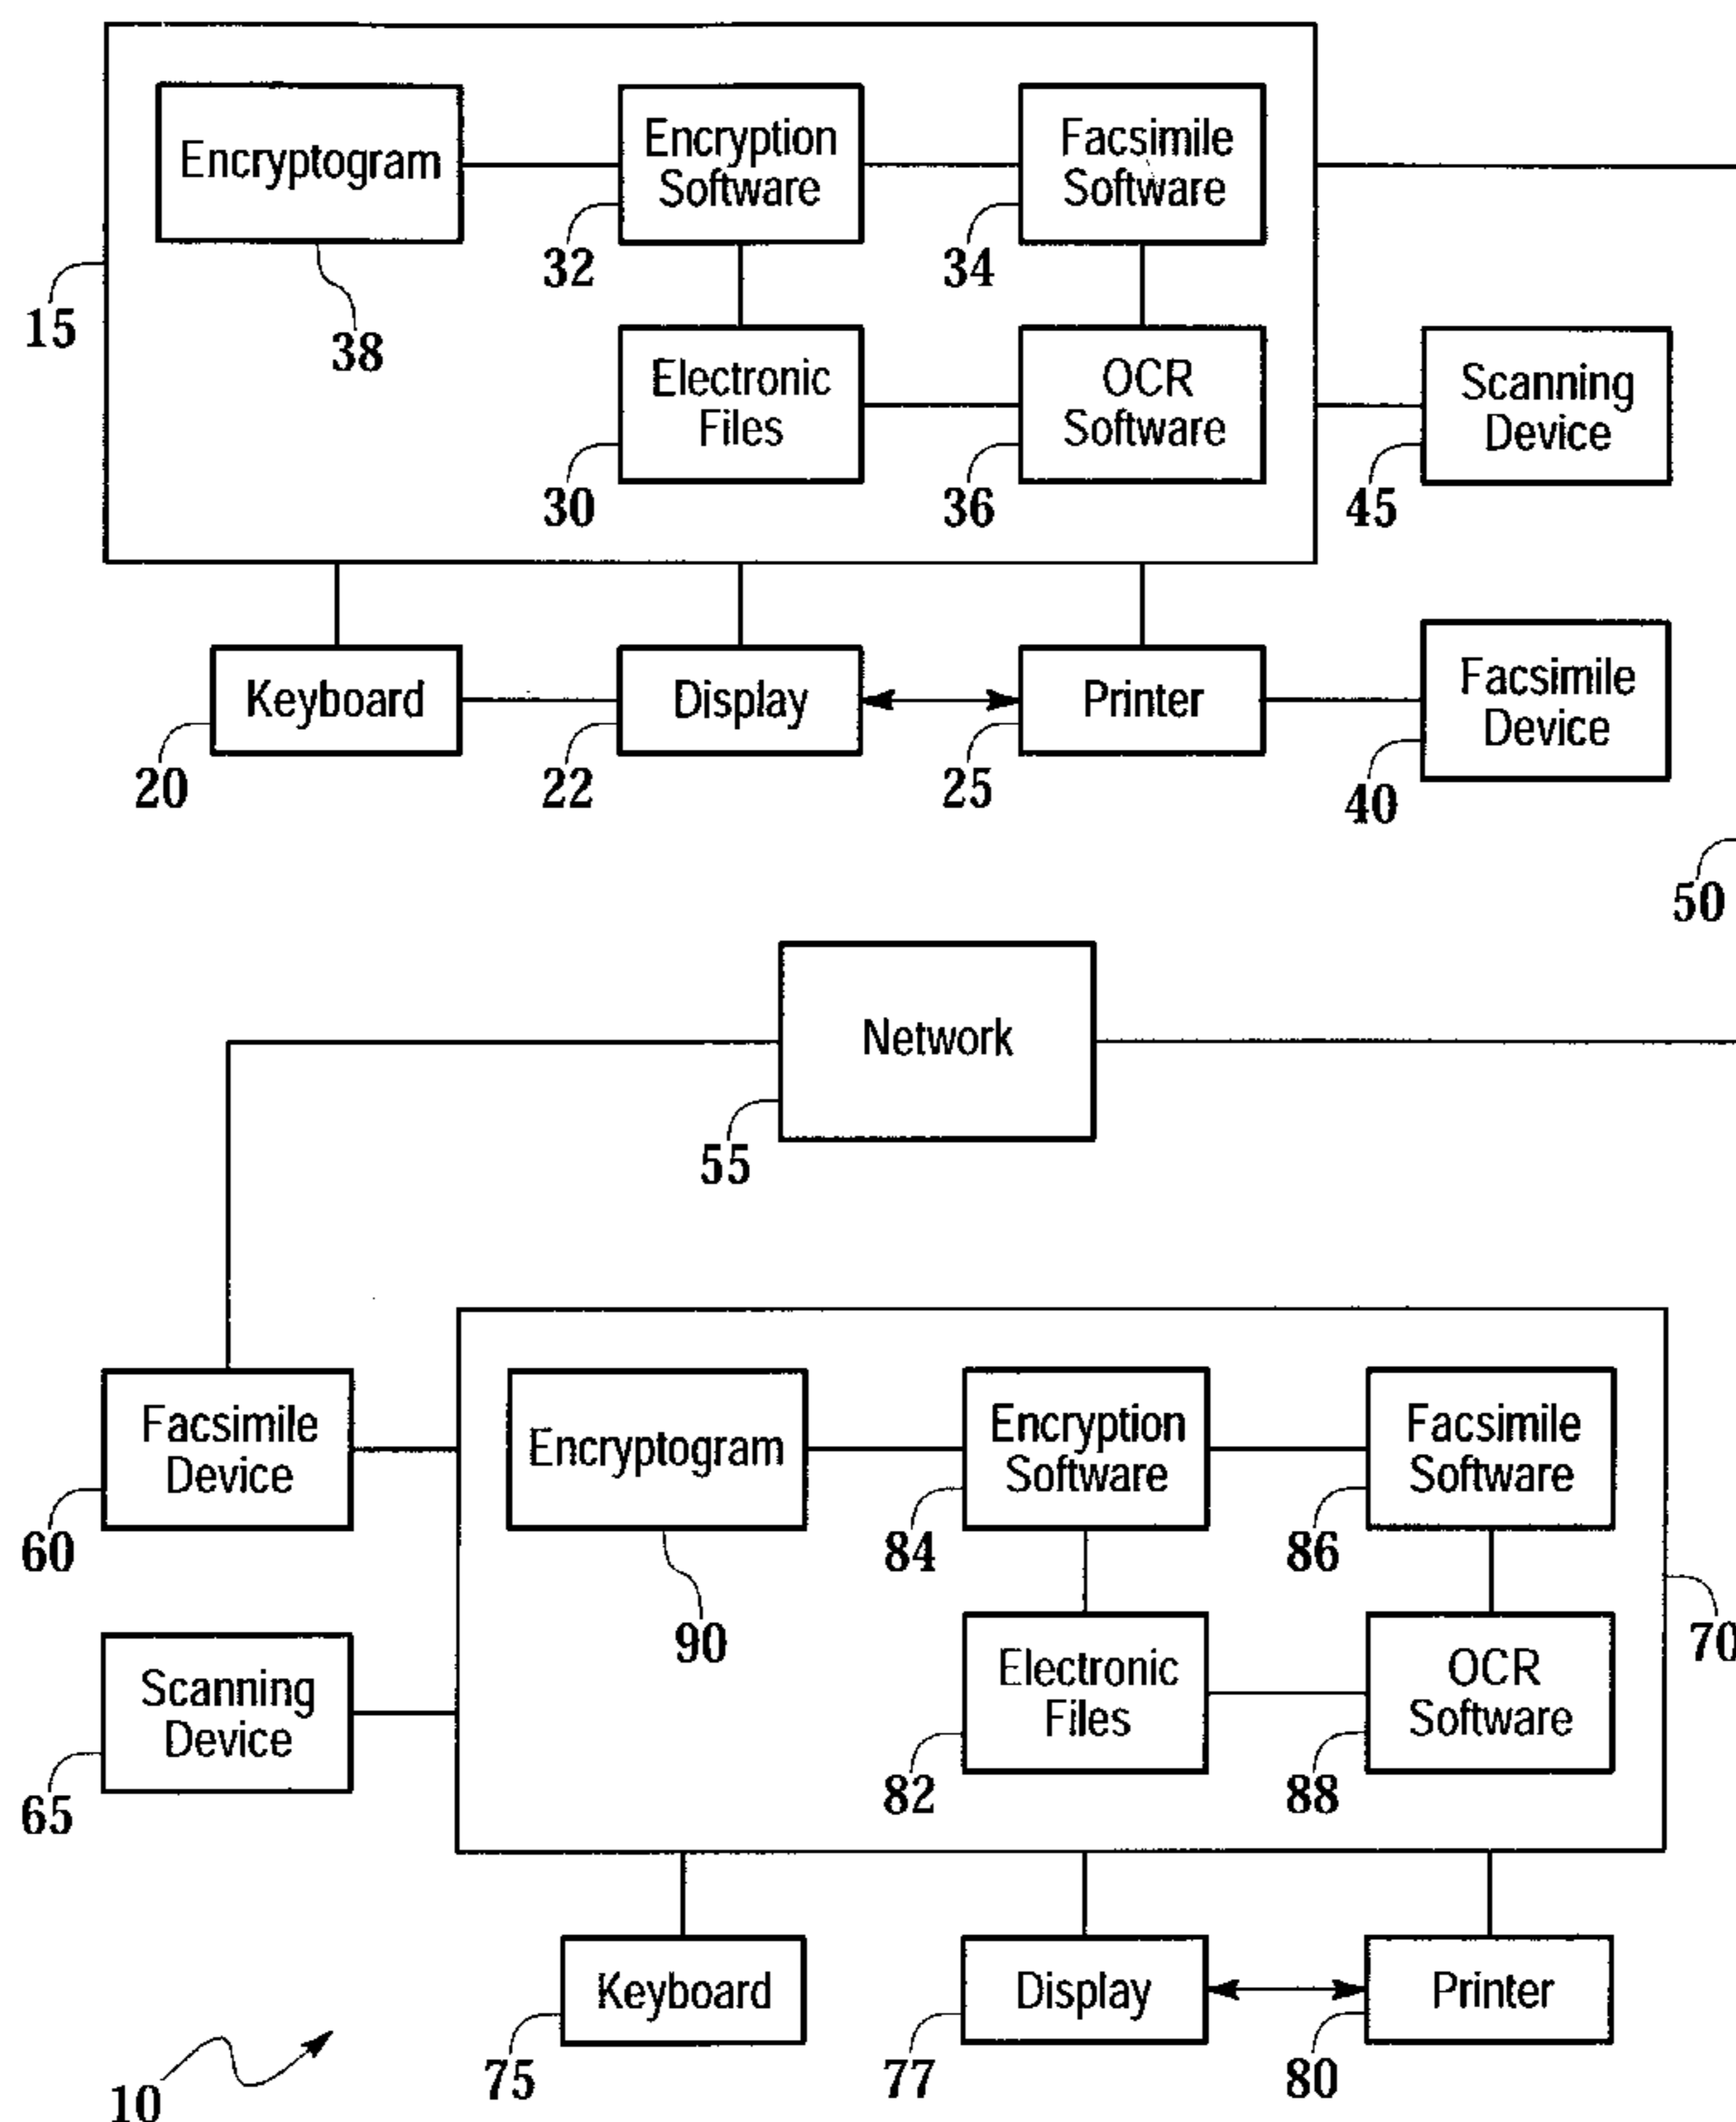 Encryptogram
Encryption
Software
Facsimile
Software
32
34
15
38
Electronic
Files
OCR
Software
Scanning
Device
30
36
45
Keyboard
Display
Printer
Facsimile
Device
20
22
25
40
50
Network
55
Facsimile
Device
Encryptogram
Encryption
Software
Facsimile
Software
60
84
86
90
70
Scanning
Device
Electronic
Files
OCR
Software
65
82
88
Keyboard
Display
Printer
75
77
80
10